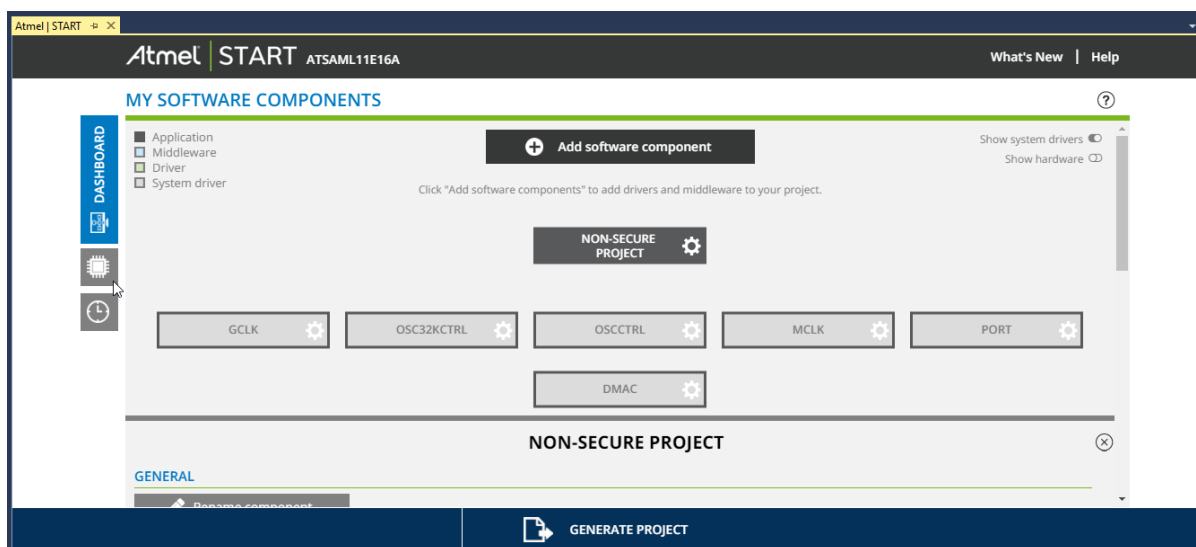 Atmel | START
Atmel START ATSAML11E16A
What's New | Help
MY SOFTWARE COMPONENTS
?
DASHBOARD
Application
Middleware
Driver
System driver
Add software component
Show system drivers
Show hardware
Click "Add software components" to add drivers and middleware to your project.
NON-SECURE
PROJECT
GCLK
OSC32KCTRL
OSCCTRL
MCLK
PORT
DMAC
NON-SECURE PROJECT
GENERAL
Rename component
GENERATE PROJECT